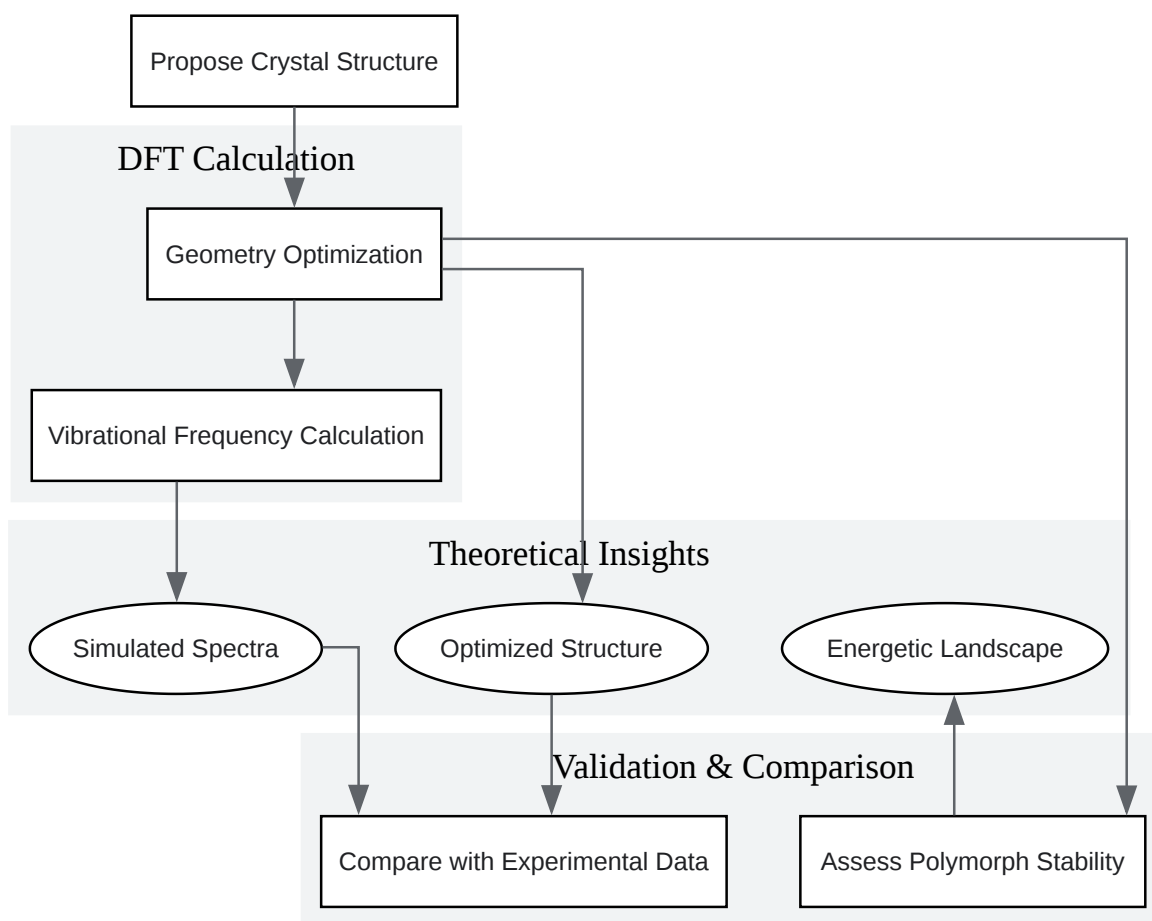 Propose Crystal Structure
DFT Calculation
Geometry Optimization
Vibrational Frequency Calculation
Theoretical Insights
Simulated Spectra
Optimized Structure
Energetic Landscape
Validation & Comparison
Compare with Experimental Data
Assess Polymorph Stability